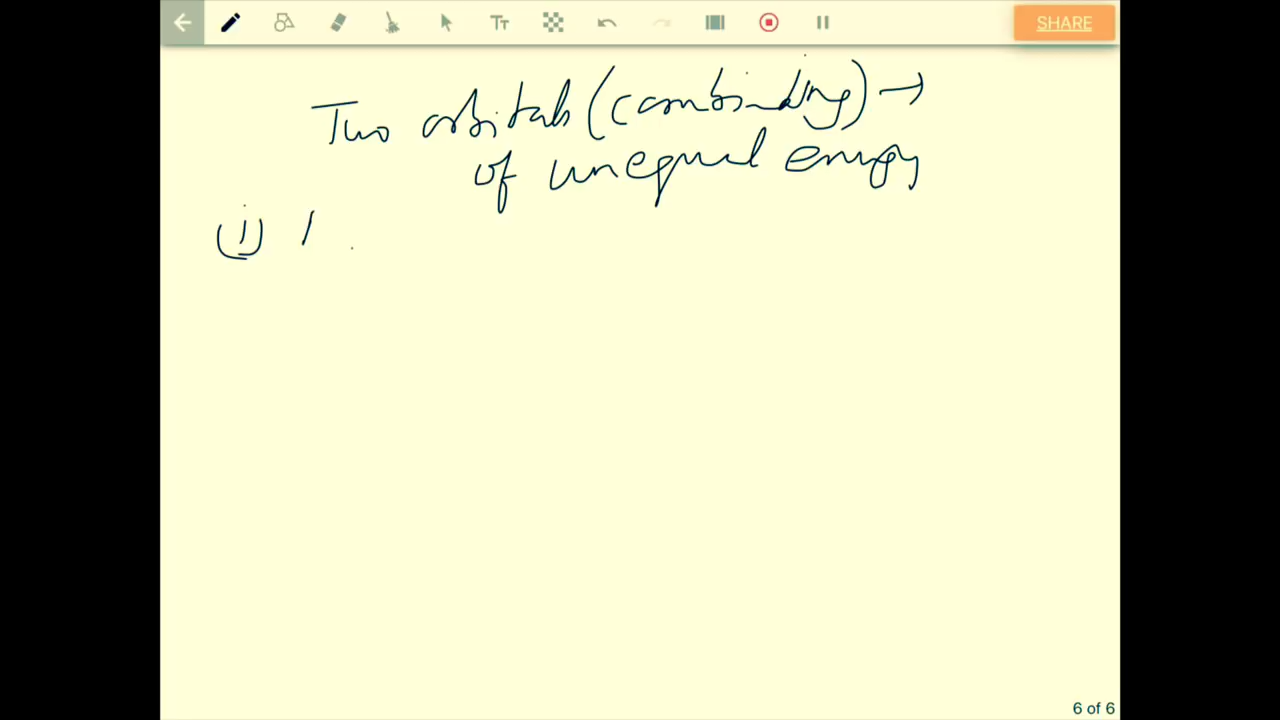 SHARE
Two orbitals (combinding) →
of unequal energy
(i)
6 of 6